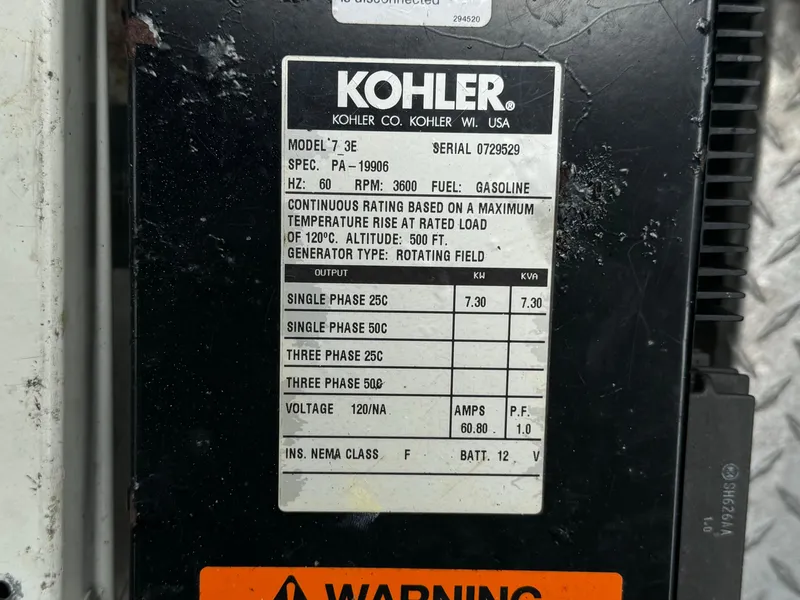 is disconnected
294520
KOHLER®
KOHLER CO. KOHLER WI. USA
MODEL 7_3E SERIAL 0729529
SPEC. PA-19906
HZ: 60 RPM: 3600 FUEL: GASOLINE
CONTINUOUS RATING BASED ON A MAXIMUM
TEMPERATURE RISE AT RATED LOAD
OF 120ºC. ALTITUDE: 500 FT.
GENERATOR TYPE: ROTATING FIELD
OUTPUT KW KVA
SINGLE PHASE 25C 7.30 7.30
SINGLE PHASE 50C
THREE PHASE 25C
THREE PHASE 50C
VOLTAGE 120/NA AMPS P.F.
60.80 1.0
INS. NEMA CLASS F BATT. 12 V
SH626AA
1.0
WARNING